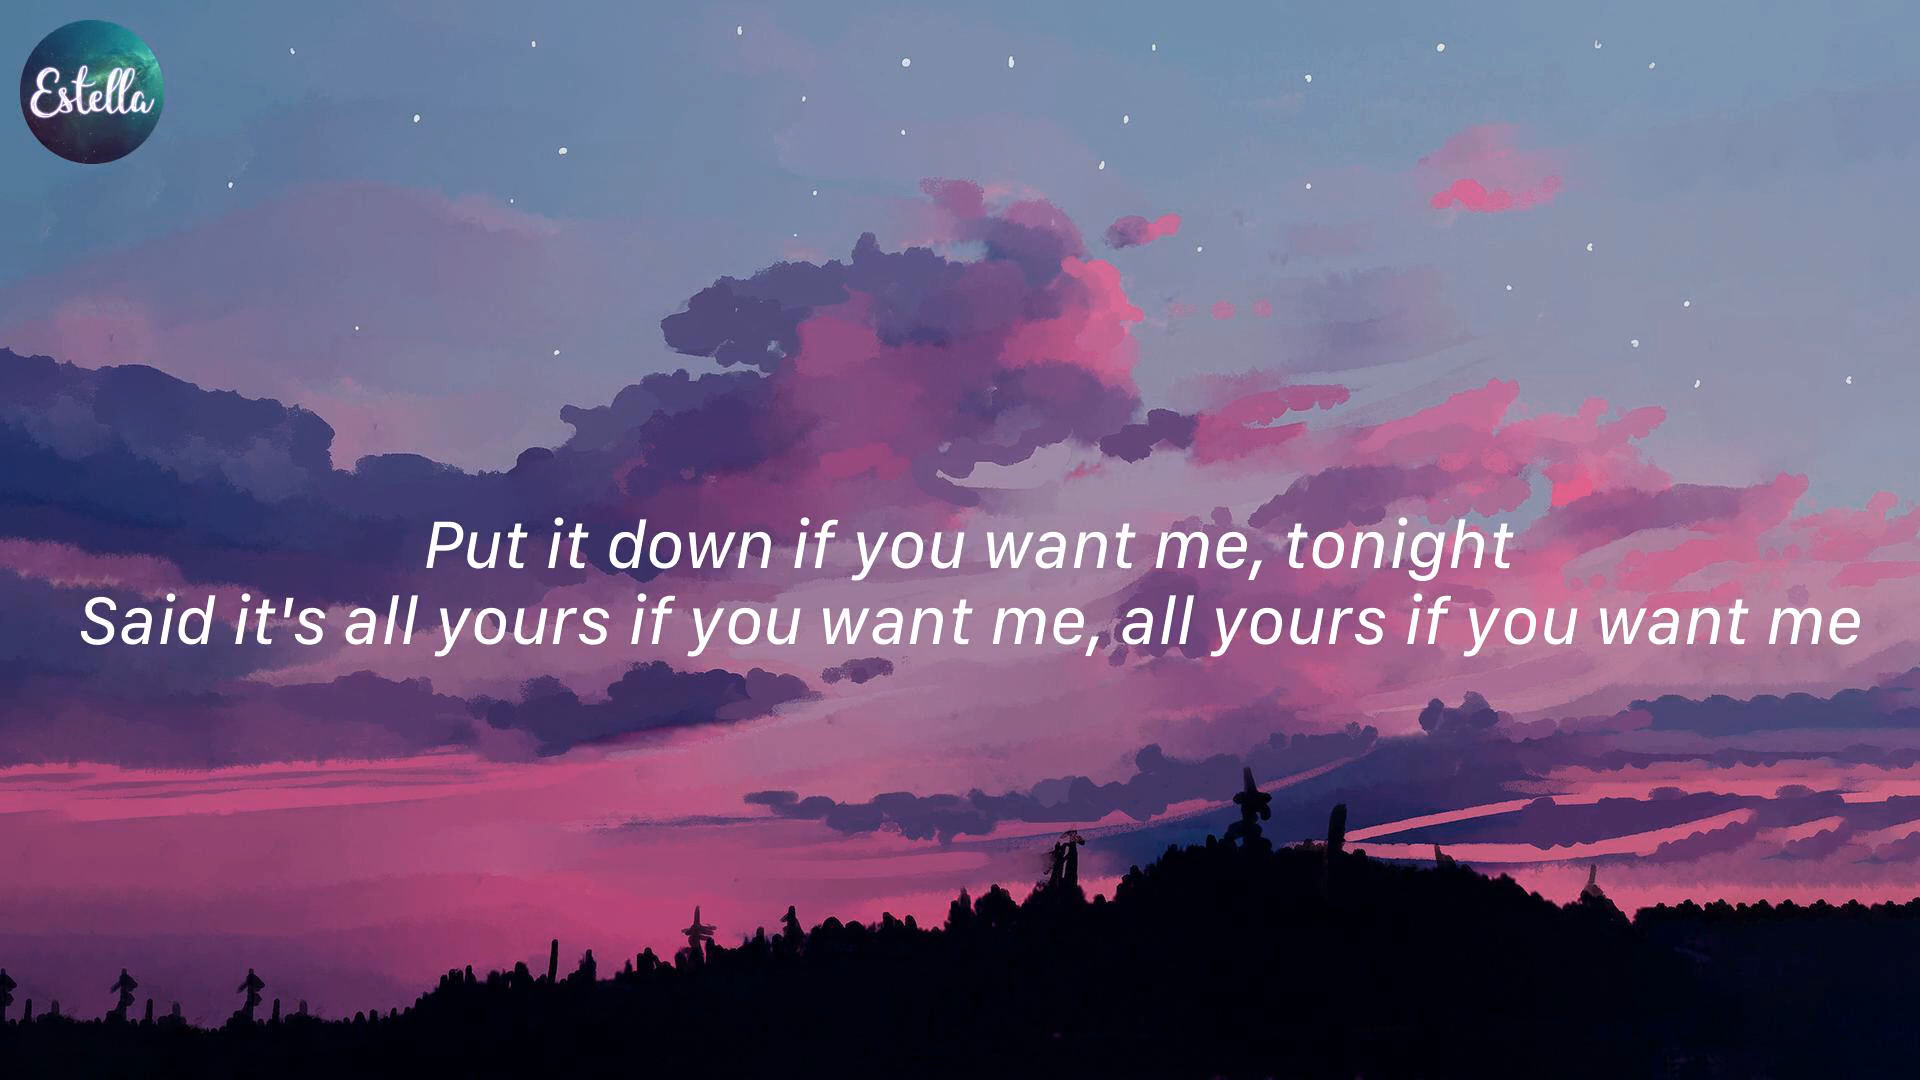 Estella
Put it down if you want me, tonight
Said it's all yours if you want me, all yours if you want me